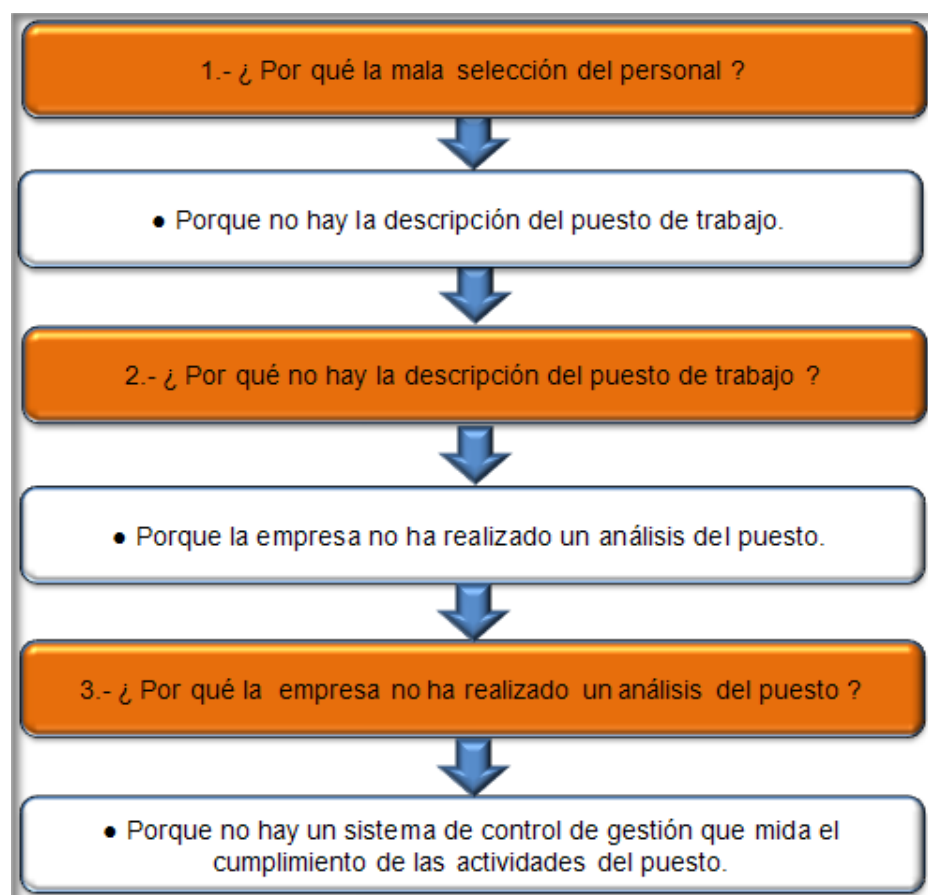 1.- ¿ Por qué la mala selección del personal ?
● Porque no hay la descripción del puesto de trabajo.
2.- ¿ Por qué no hay la descripción del puesto de trabajo ?
● Porque la empresa no ha realizado un análisis del puesto.
3.- ¿ Por qué la empresa no ha realizado un análisis del puesto ?
● Porque no hay un sistema de control de gestión que mida el
cumplimiento de las actividades del puesto.